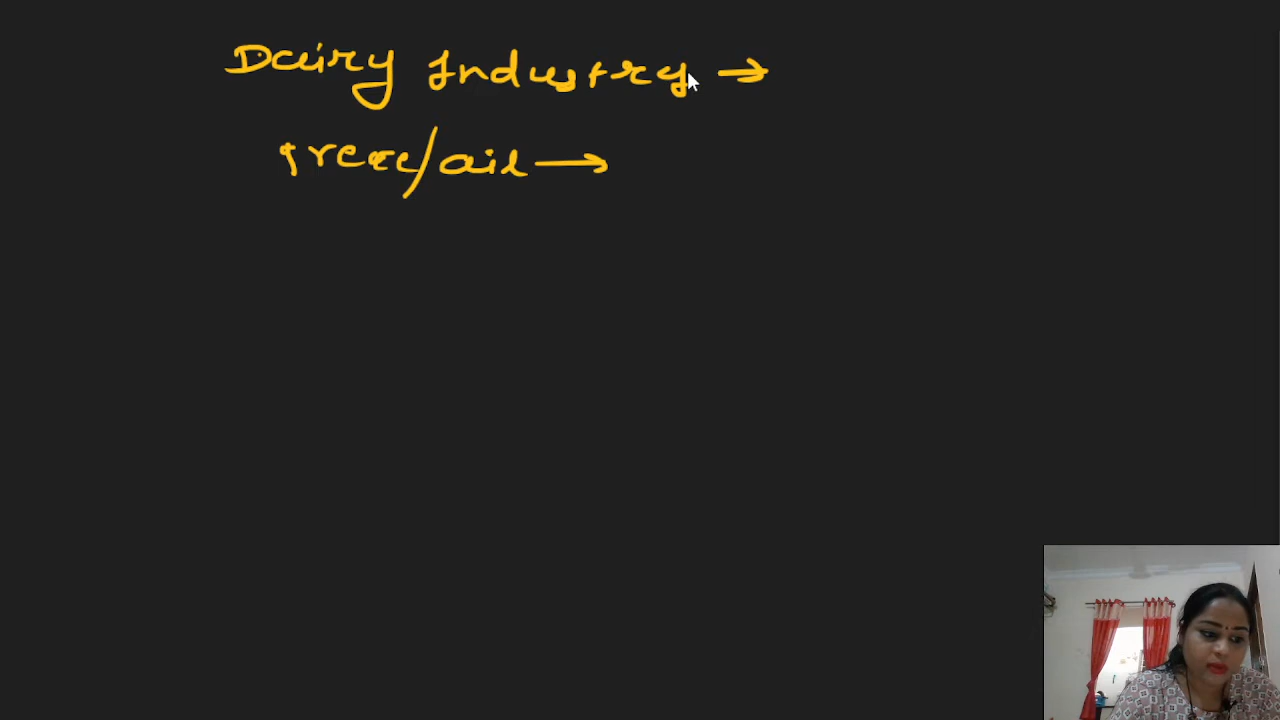 Dairy Industry →
/oil →